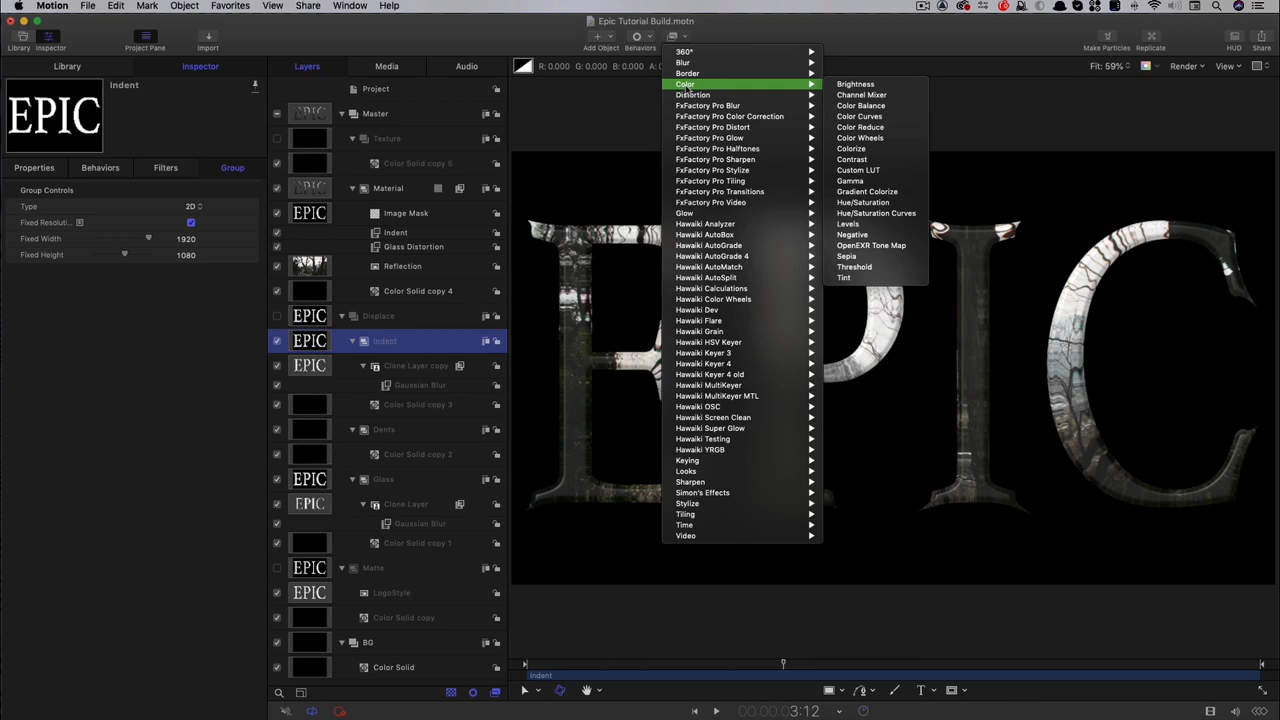 Motion File Edit Mark Object Favorites View Share Window Help
Epic Tutorial Build.motn
Library Inspector Project Pane Import Add Object Behaviors Make Particles Replicate HUD Share
Library Inspector Layers Media Audio R: 0.000 G: 0.000 B: 0.000 A: Fit: 59% Render View
EPIC
Indent
Properties Behaviors Filters Group
Group Controls
Type 2D
Fixed Resoluti...
Fixed Width 1920
Fixed Height 1080
Project
Master
Texture
Color Solid copy 5
Material
Image Mask
Indent
Glass Distortion
Reflection
Color Solid copy 4
Displace
Indent
Clone Layer copy
Gaussian Blur
Color Solid copy 3
Dents
Color Solid copy 2
Glass
Clone Layer
Gaussian Blur
Color Solid copy 1
Matte
LogoStyle
Color Solid copy
BG
Color Solid
360°
Blur
Border
Color
Distortion
FxFactory Pro Blur
FxFactory Pro Color Correction
FxFactory Pro Distort
FxFactory Pro Glow
FxFactory Pro Halftones
FxFactory Pro Sharpen
FxFactory Pro Stylize
FxFactory Pro Tiling
FxFactory Pro Transitions
FxFactory Pro Video
Glow
Hawaiki Analyzer
Hawaiki AutoBox
Hawaiki AutoGrade
Hawaiki AutoGrade 4
Hawaiki AutoMatch
Hawaiki AutoSplit
Hawaiki Calculations
Hawaiki Color Wheels
Hawaiki Dev
Hawaiki Flare
Hawaiki Grain
Hawaiki HSV Keyer
Hawaiki Keyer 3
Hawaiki Keyer 4
Hawaiki Keyer 4 old
Hawaiki MultiKeyer
Hawaiki MultiKeyer MTL
Hawaiki OSC
Hawaiki Screen Clean
Hawaiki Super Glow
Hawaiki Testing
Hawaiki YRGB
Keying
Looks
Sharpen
Simon's Effects
Stylize
Tiling
Time
Video
Brightness
Channel Mixer
Color Balance
Color Curves
Color Reduce
Color Wheels
Colorize
Contrast
Custom LUT
Gamma
Gradient Colorize
Hue/Saturation
Hue/Saturation Curves
Levels
Negative
OpenEXR Tone Map
Sepia
Threshold
Tint
EPIC
Indent
T
00:00:03:12